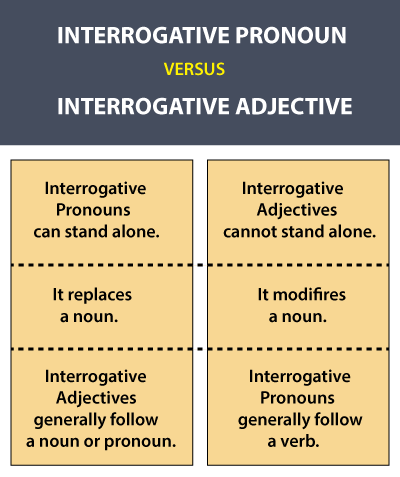 INTERROGATIVE PRONOUN
VERSUS
INTERROGATIVE ADJECTIVE
Interrogative
Pronouns
can stand alone.
Interrogative
Adjectives
cannot stand alone.
It replaces
a noun.
It modifires
a noun.
Interrogative
Adjectives
generally follow
a noun or pronoun.
Interrogative
Pronouns
generally follow
a verb.